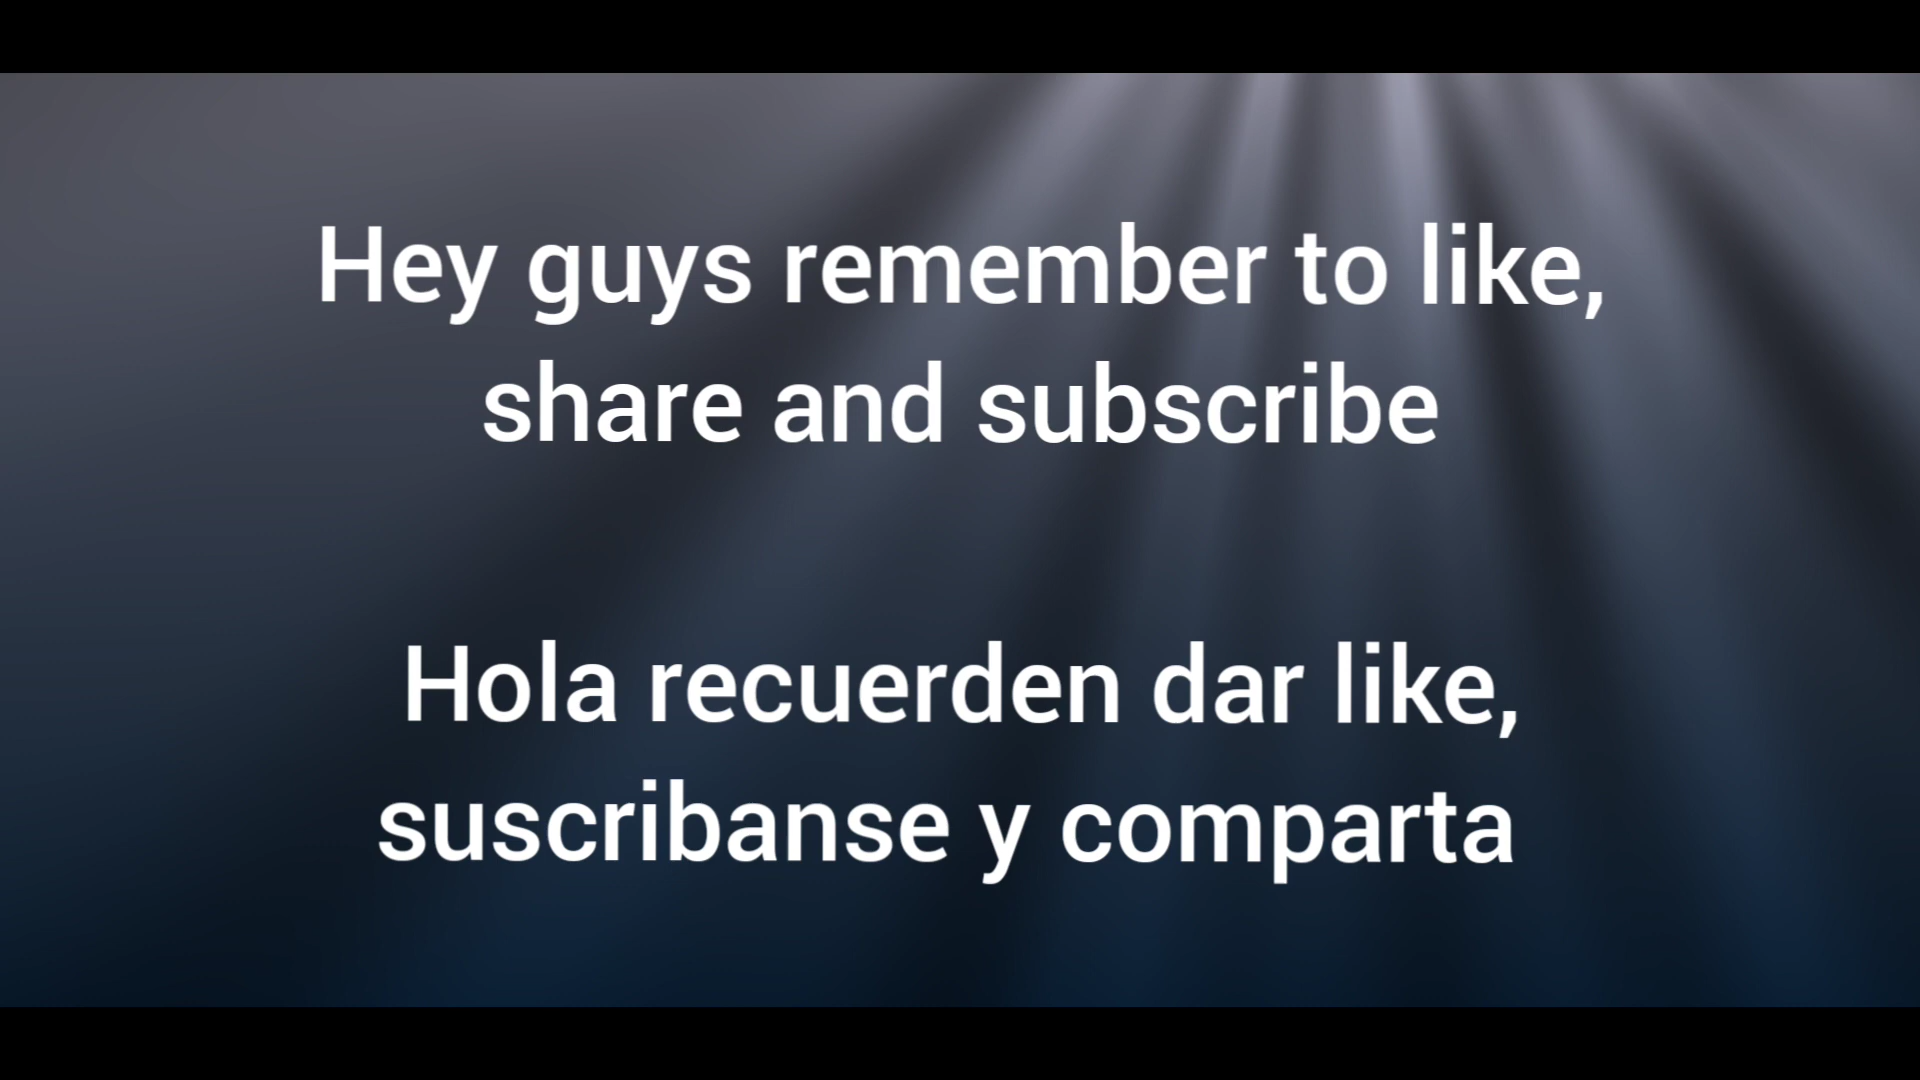 Hey guys remember to like,
share and subscribe
Hola recuerden dar like,
suscribanse y comparta